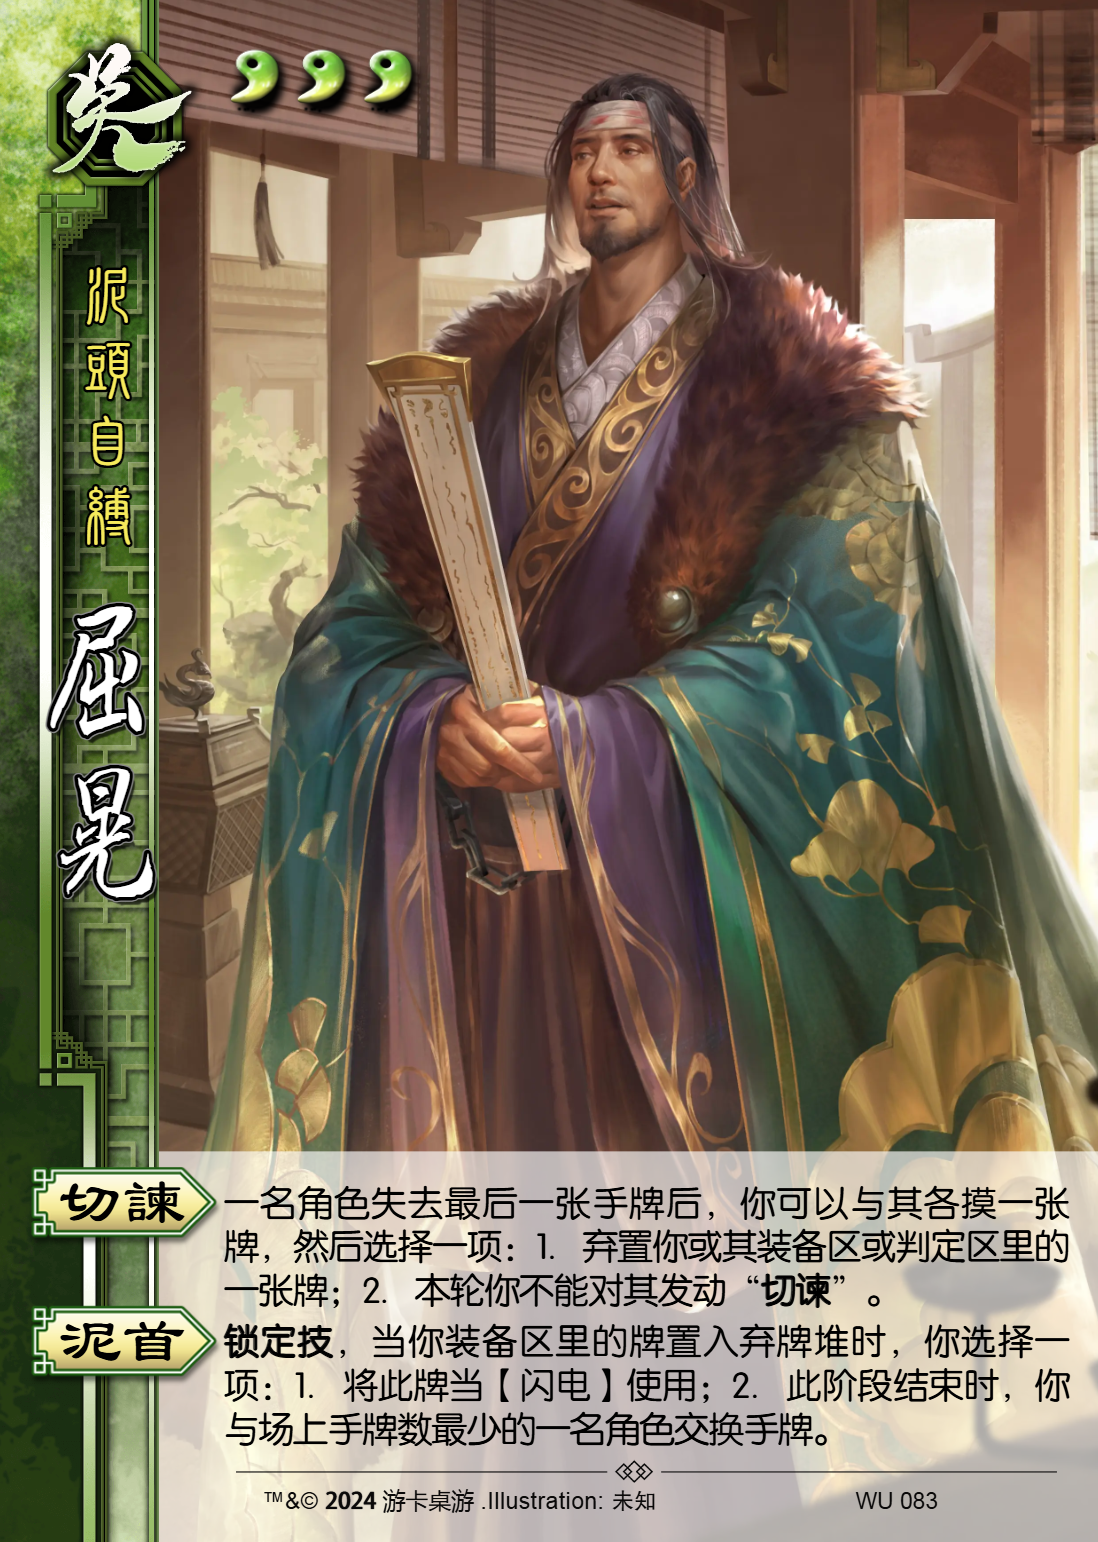 吴
泥頭自縛
屈晃
切諫
一名角色失去最后一张手牌后，你可以与其各摸一张
牌，然后选择一项：1. 弃置你或其装备区或判定区里的
一张牌；2. 本轮你不能对其发动“切谏”。
泥首
锁定技，当你装备区里的牌置入弃牌堆时，你选择一
项：1. 将此牌当【闪电】使用；2. 此阶段结束时，你
与场上手牌数最少的一名角色交换手牌。
™&© 2024 游卡桌游 .Illustration: 未知
WU 083